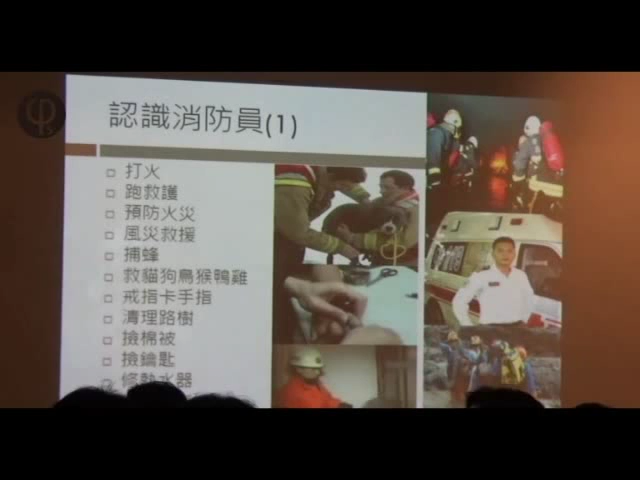 認識消防員(1)
打火
跑救護
預防火災
風災救援
捕蜂
救貓狗鳥猴鴨雞
戒指卡手指
清理路樹
撿棉被
撿鑰匙
修熱水器